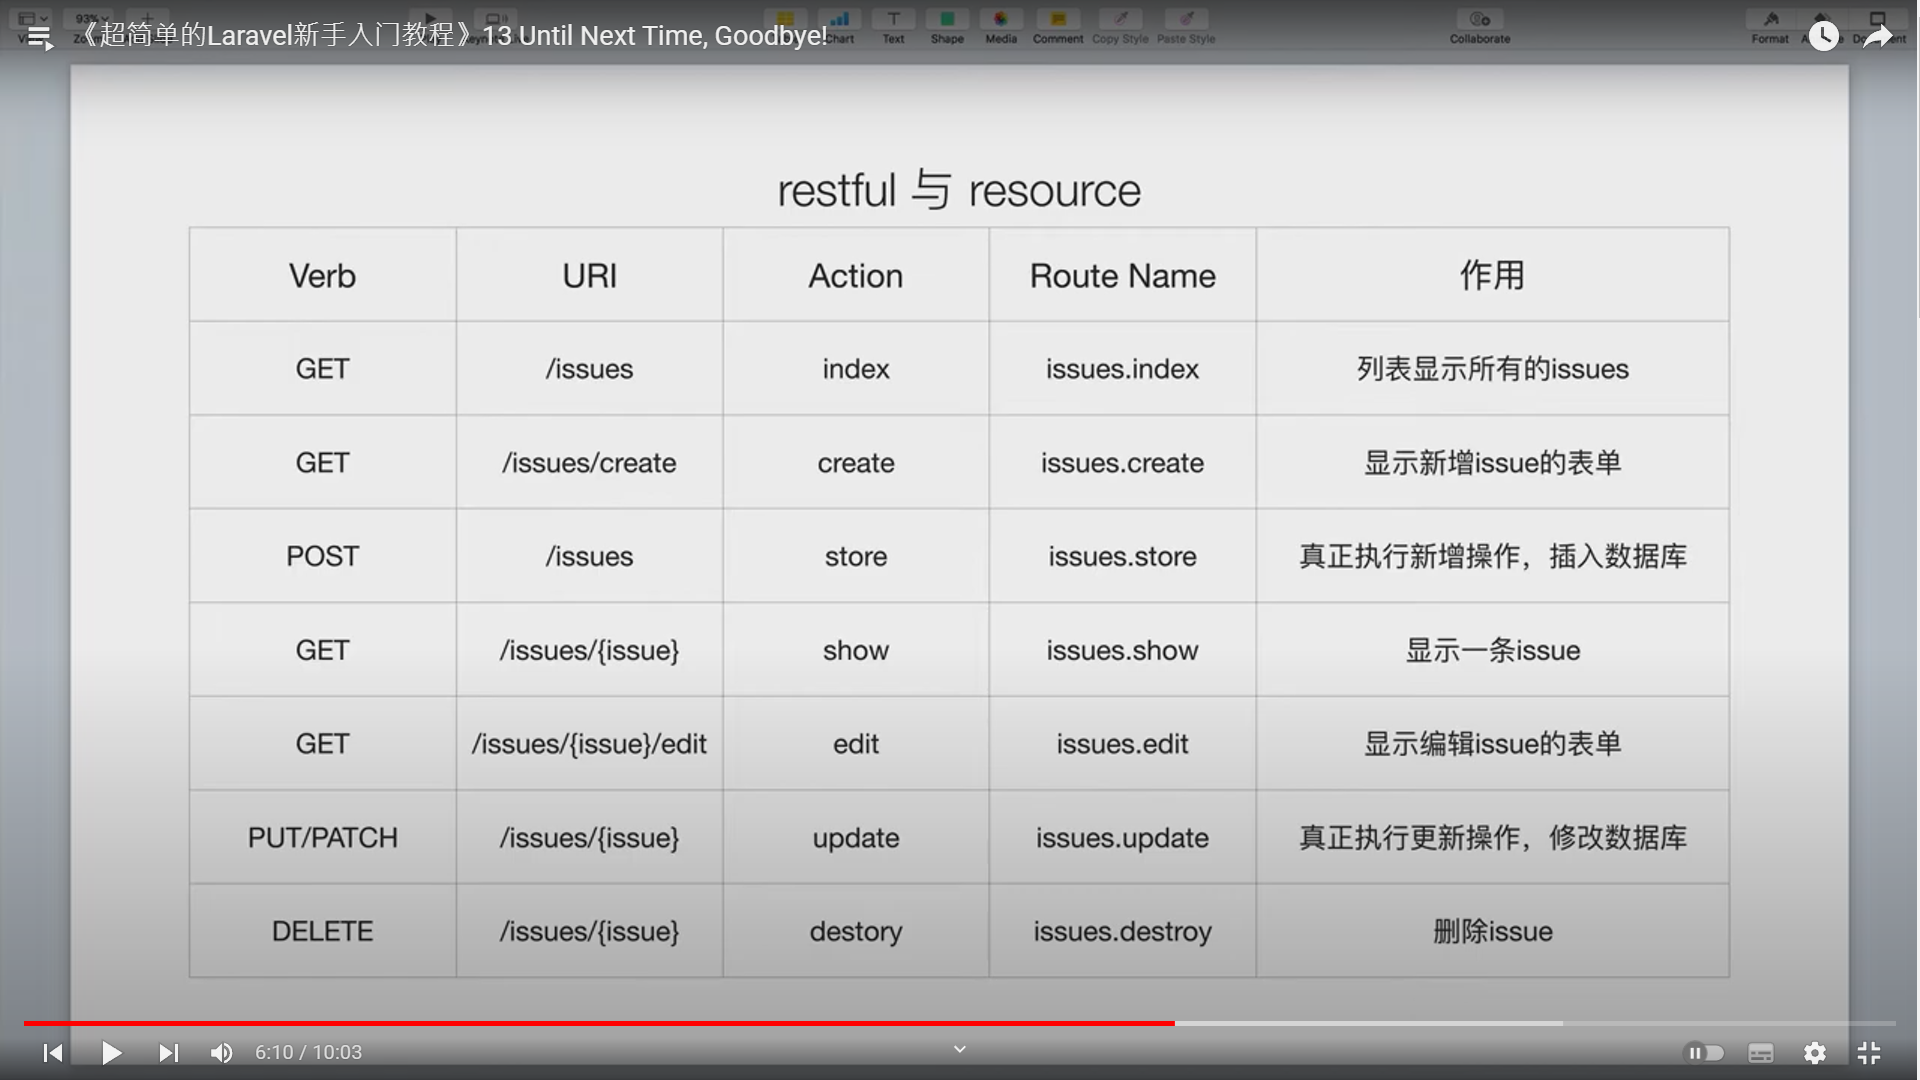 93%
《超简单的Laravel新手入门教程》13 Until Next Time, Goodbye!
Chart
Text
Shape
Media
Comment
Copy Style
Paste Style
Collaborate
Format
restful 与 resource
Verb URI Action Route Name 作用
GET /issues index issues.index 列表显示所有的issues
GET /issues/create create issues.create 显示新增issue的表单
POST /issues store issues.store 真正执行新增操作，插入数据库
GET /issues/{issue} show issues.show 显示一条issue
GET /issues/{issue}/edit edit issues.edit 显示编辑issue的表单
PUT/PATCH /issues/{issue} update issues.update 真正执行更新操作，修改数据库
DELETE /issues/{issue} destory issues.destroy 删除issue
6:10 / 10:03